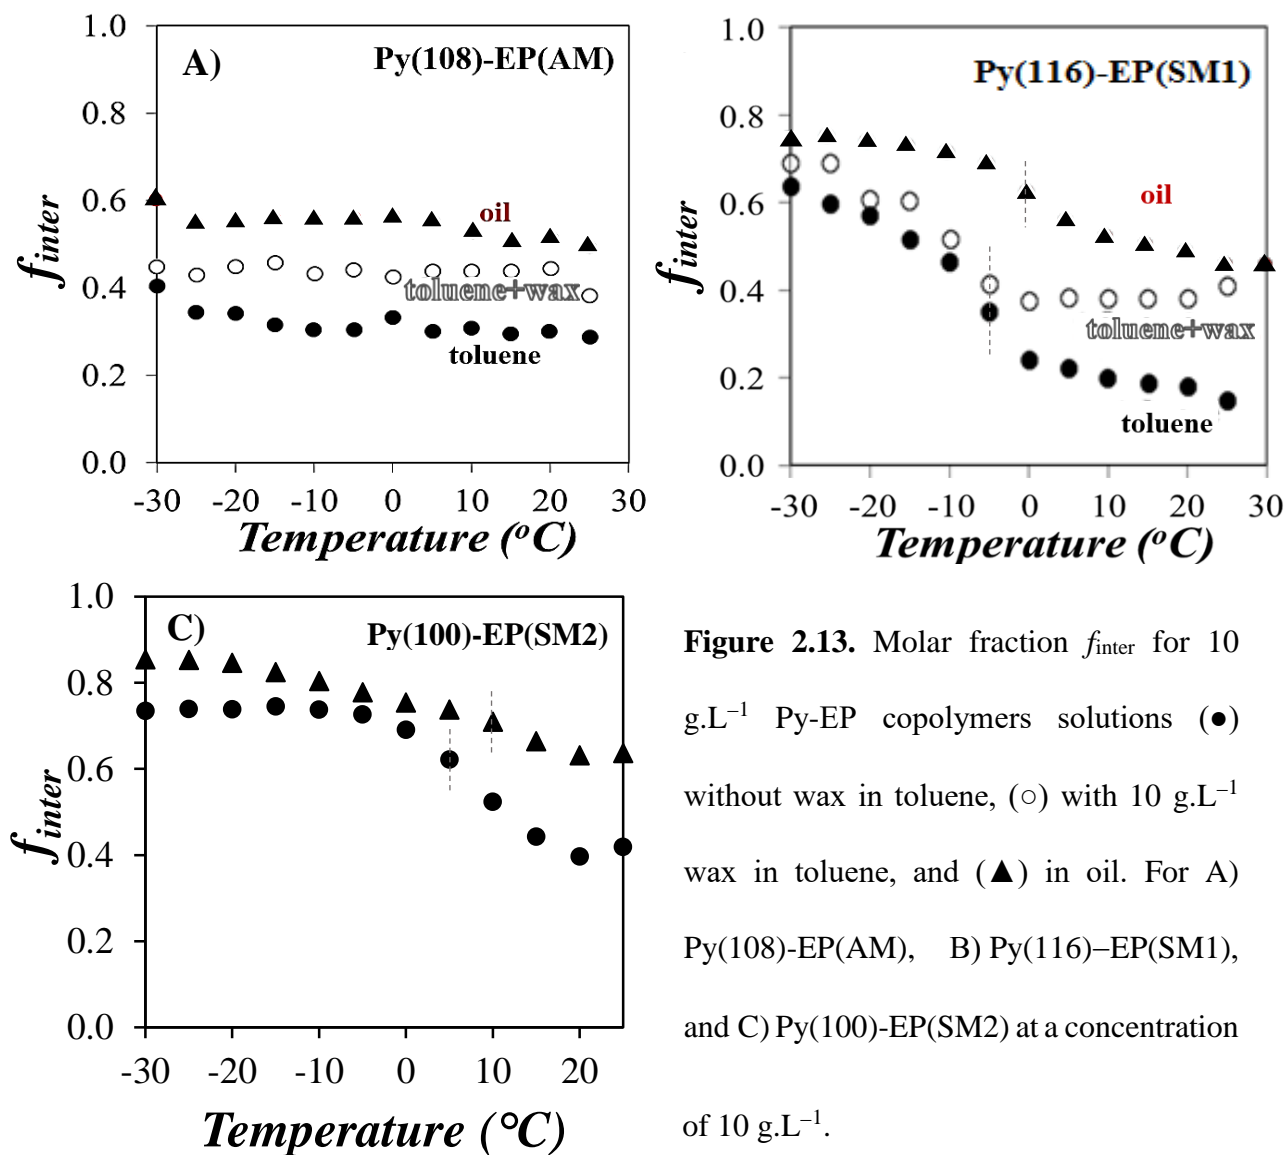 A)
Py(108)-EP(AM)
1.0
0.8
0.6
0.4
0.2
0.0
f_inter
oil
toluene+wax
toluene
-30 -20 -10 0 10 20 30
Temperature (°C)
Py(116)-EP(SM1)
1.0
0.8
0.6
0.4
0.2
0.0
f_inter
oil
toluene+wax
toluene
-30 -20 -10 0 10 20 30
Temperature (°C)
C)
Py(100)-EP(SM2)
1.0
0.8
0.6
0.4
0.2
0.0
f_inter
-30 -20 -10 0 10 20
Temperature (°C)
Figure 2.13. Molar fraction f_inter for 10
g.L⁻¹ Py-EP copolymers solutions (●)
without wax in toluene, (○) with 10 g.L⁻¹
wax in toluene, and (▲) in oil. For A)
Py(108)-EP(AM), B) Py(116)–EP(SM1),
and C) Py(100)-EP(SM2) at a concentration
of 10 g.L⁻¹.